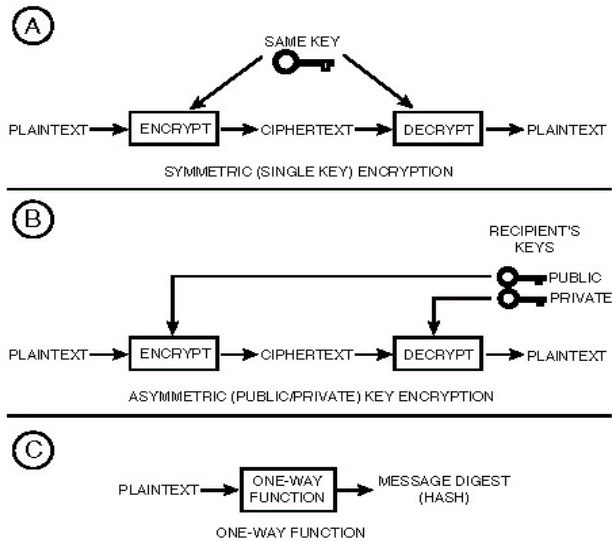 A
SAME KEY
PLAINTEXT ENCRYPT CIPHERTEXT DECRYPT PLAINTEXT
SYMMETRIC (SINGLE KEY) ENCRYPTION
B
RECIPIENT'S
KEYS
PUBLIC
PRIVATE
PLAINTEXT ENCRYPT CIPHERTEXT DECRYPT PLAINTEXT
ASYMMETRIC (PUBLIC/PRIVATE) KEY ENCRYPTION
C
PLAINTEXT ONE-WAY FUNCTION MESSAGE DIGEST (HASH)
ONE-WAY FUNCTION